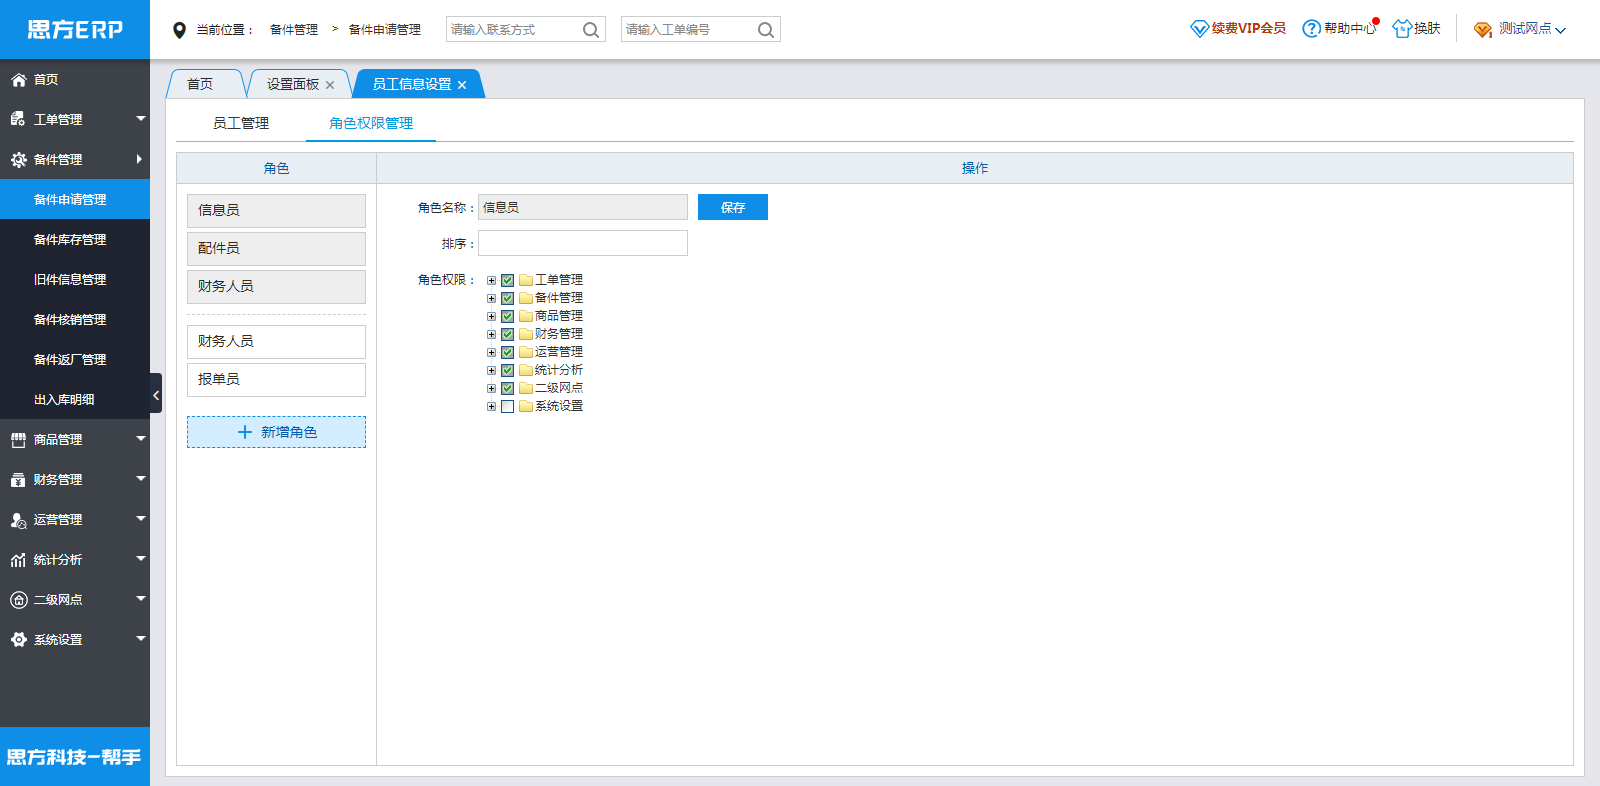 思方ERP
当前位置： 备件管理 > 备件申请管理
请输入联系方式
请输入工单编号
续费VIP会员
帮助中心
换肤
测试网点
首页
工单管理
备件管理
备件申请管理
备件库存管理
旧件信息管理
备件核销管理
备件返厂管理
出入库明细
商品管理
财务管理
运营管理
统计分析
二级网点
系统设置
思方科技-帮手
首页
设置面板
员工信息设置
员工管理
角色权限管理
角色
操作
信息员
配件员
财务人员
财务人员
报单员
新增角色
角色名称： 信息员
保存
排序：
角色权限：
工单管理
备件管理
商品管理
财务管理
运营管理
统计分析
二级网点
系统设置